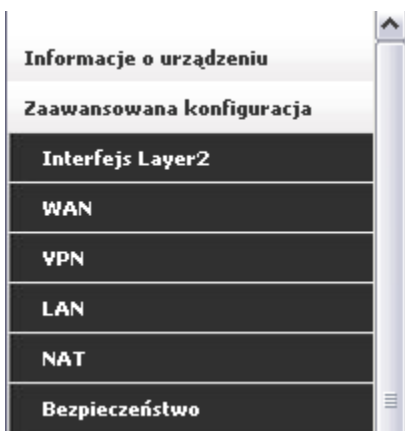 Informacje o urządzeniu
Zaawansowana konfiguracja
Interfejs Layer2
WAN
VPN
LAN
NAT
Bezpieczeństwo